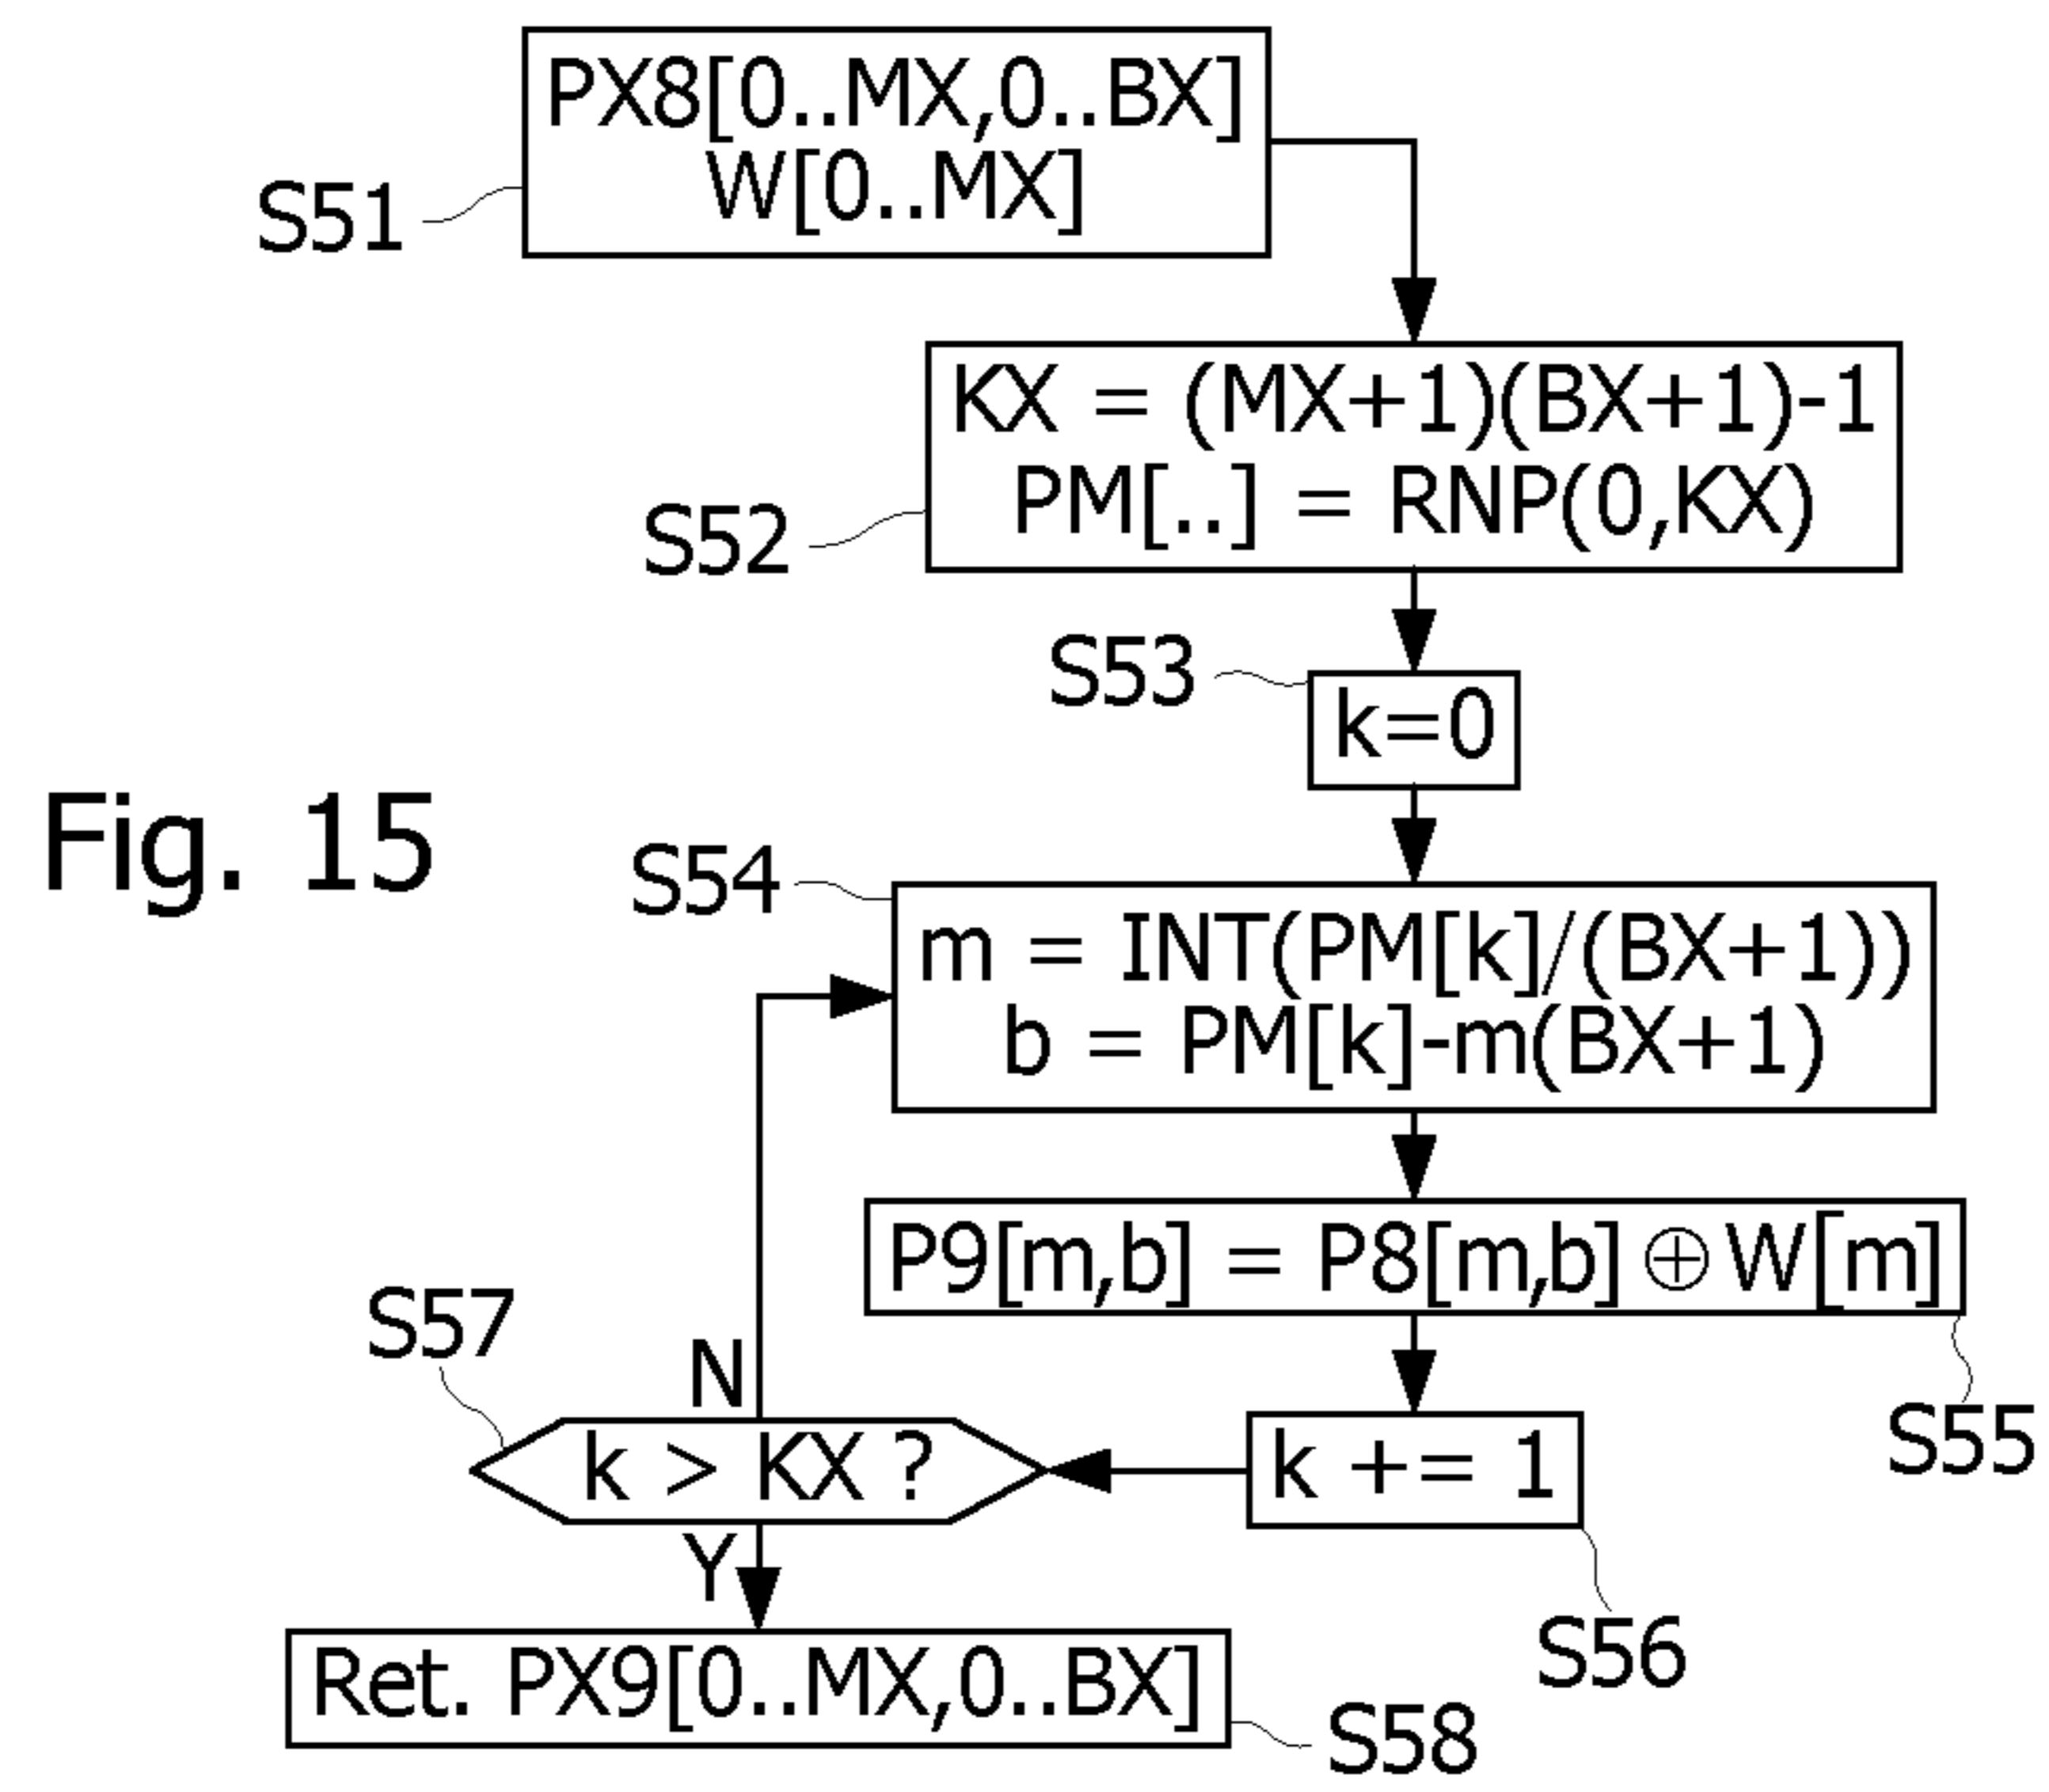 PX8[0..MX,0..BX]
W[0..MX]
S51
KX = (MX+1)(BX+1)-1
PM[..] = RNP(0,KX)
S52
S53
k=0
Fig. 15
S54
m = INT(PM[k]/(BX+1))
b = PM[k]-m(BX+1)
P9[m,b] = P8[m,b] ⊕ W[m]
S57
N
S55
k > KX ?
k += 1
Y
S56
Ret. PX9[0..MX,0..BX]
S58